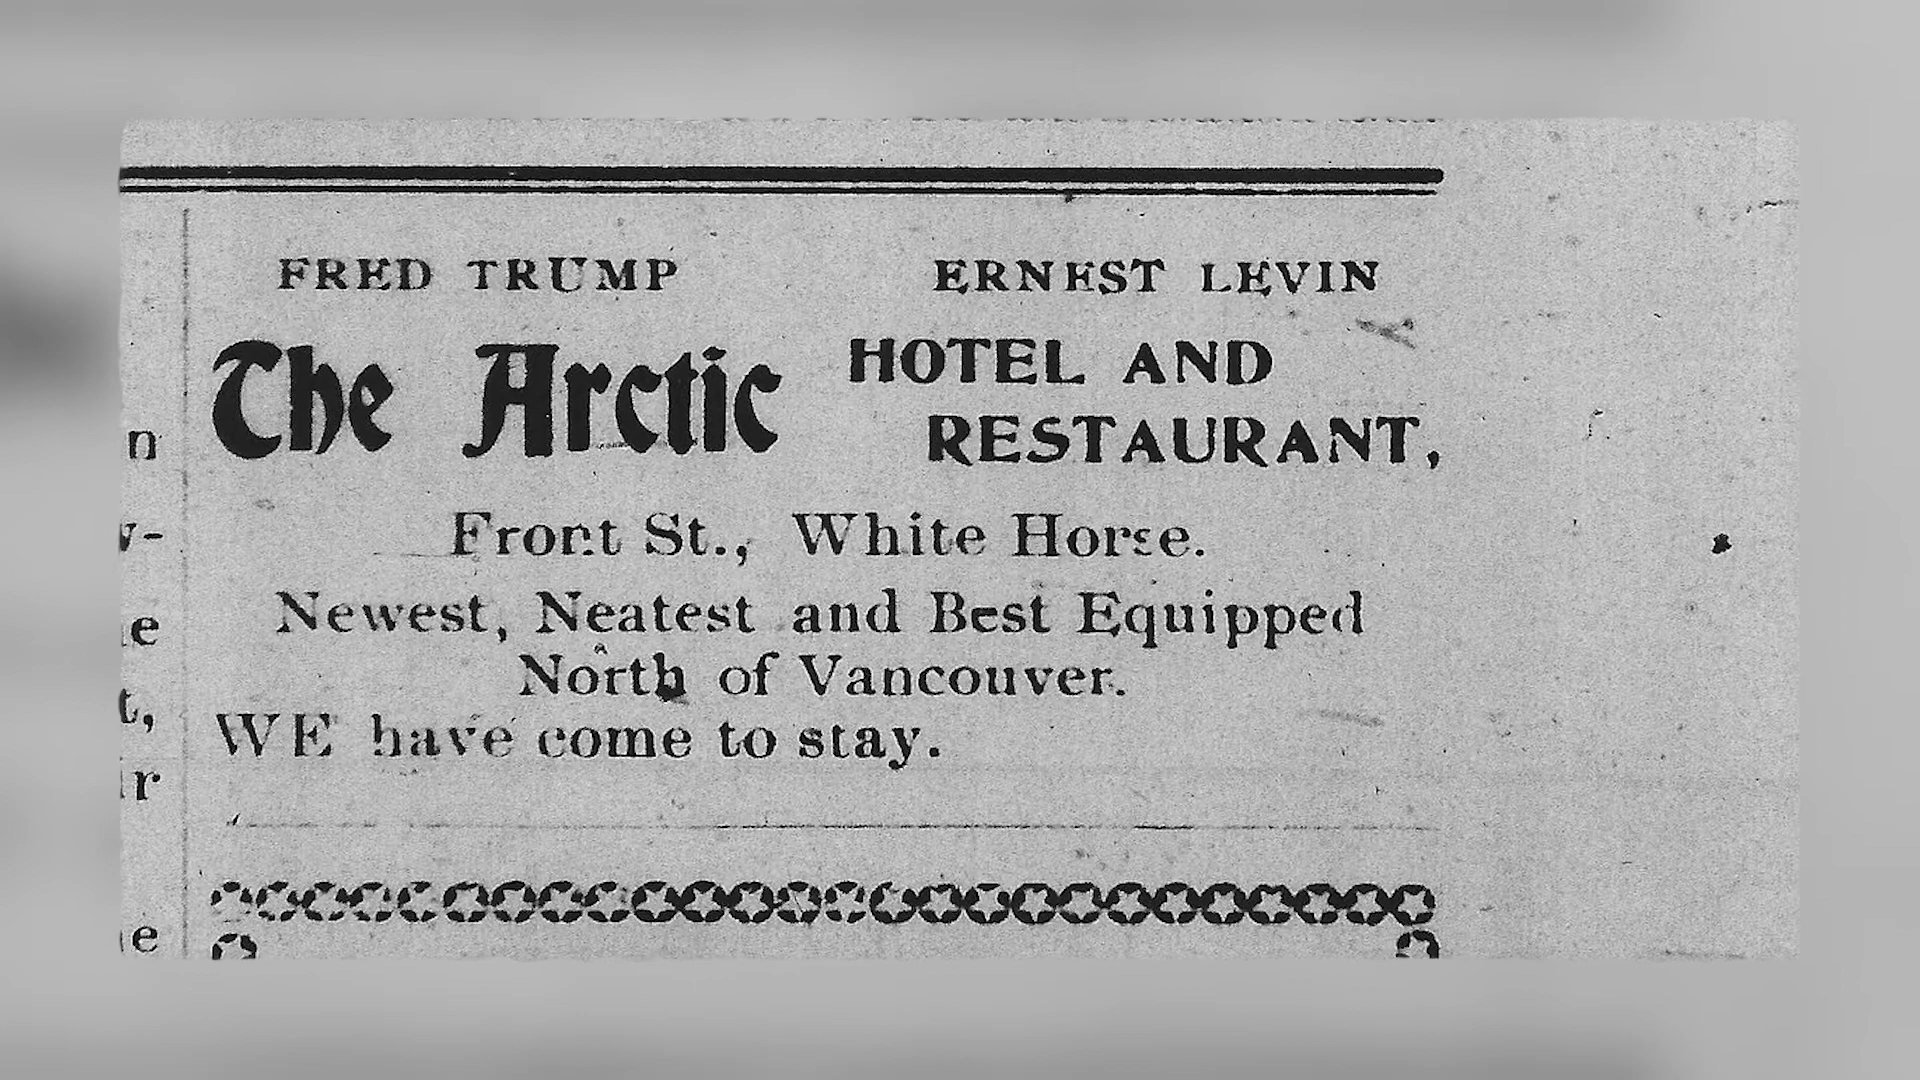 FRED TRUMP ERNEST LEVIN
The Arctic HOTEL AND
RESTAURANT,
Front St., White Horse.
Newest, Neatest and Best Equipped
North of Vancouver.
WE have come to stay.